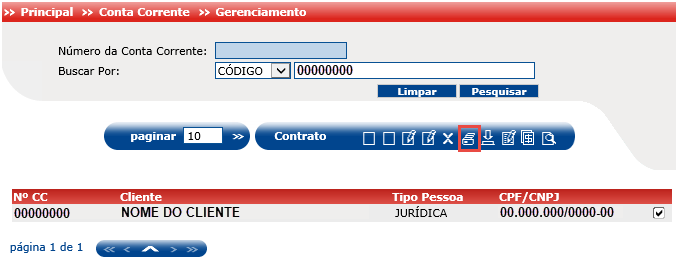 >> Principal >> Conta Corrente >> Gerenciamento
Número da Conta Corrente:
Buscar Por: CÓDIGO 00000000
Limpar Pesquisar
paginar 10 >> Contrato
Nº CC Cliente Tipo Pessoa CPF/CNPJ
00000000 NOME DO CLIENTE JURÍDICA 00.000.000/0000-00
página 1 de 1 << < > >>